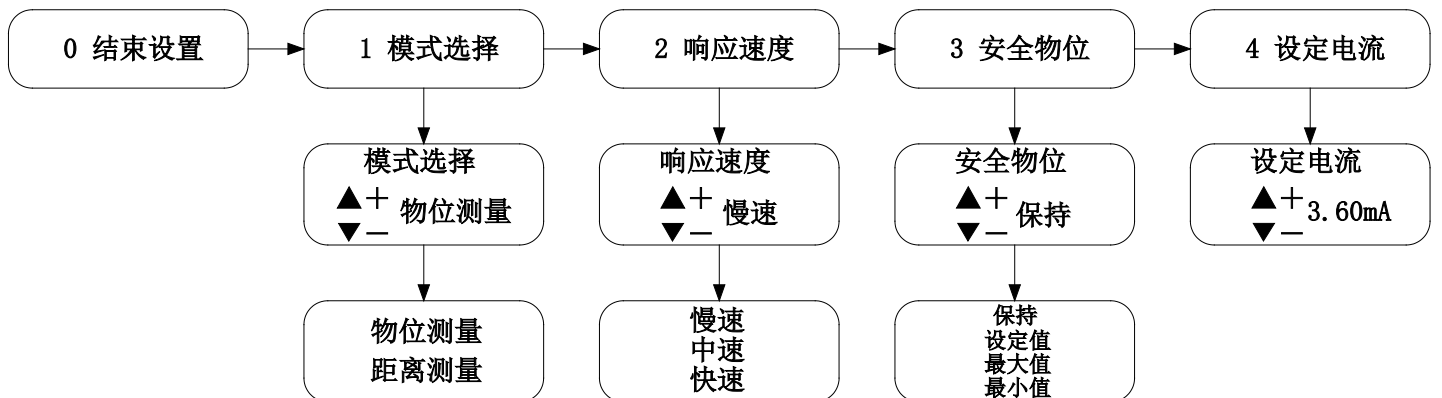 0 结束设置
1 模式选择
2 响应速度
3 安全物位
4 设定电流
模式选择
▲+
▼−
物位测量
响应速度
▲+
▼−
慢速
安全物位
▲+
▼−
保持
设定电流
▲+
▼−
3.60mA
物位测量
距离测量
慢速
中速
快速
保持
设定值
最大值
最小值